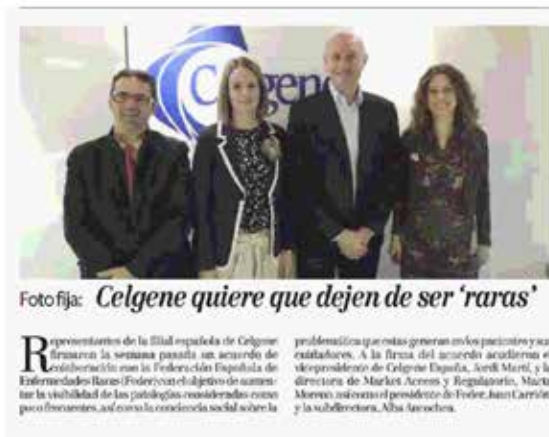 Celgene
Foto fija: Celgene quiere que dejen de ser ‘raras’
Representantes de la filial española de Celgene
firmaron la semana pasada un acuerdo de
colaboración con la Federación Española de
Enfermedades Raras (Feder) con el objetivo de aumen-
tar la visibilidad de las patologías consideradas como
poco frecuentes, así como la conciencia social sobre la
problemática que estas generan en los pacientes y sus
cuidadores. A la firma del acuerdo acudieron el
vicepresidente de Celgene España, Jordi Martí, y la
directora de Market Access y Regulatorio, Maria
Moreno, así como el presidente de Feder, Juan Carrión
y la subdirectora, Alba Ancochea.